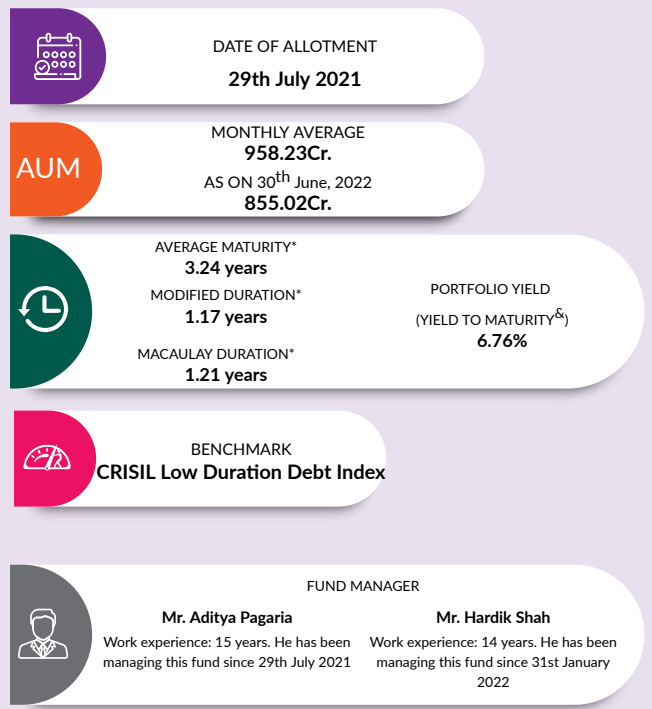 DATE OF ALLOTMENT
29th July 2021
AUM
MONTHLY AVERAGE
958.23Cr.
AS ON 30th June, 2022
855.02Cr.
AVERAGE MATURITY*
3.24 years
MODIFIED DURATION*
1.17 years
MACAULAY DURATION*
1.21 years
PORTFOLIO YIELD
(YIELD TO MATURITY&)
6.76%
BENCHMARK
CRISIL Low Duration Debt Index
FUND MANAGER
Mr. Aditya Pagaria
Work experience: 15 years. He has been
managing this fund since 29th July 2021
Mr. Hardik Shah
Work experience: 14 years. He has been
managing this fund since 31st January
2022